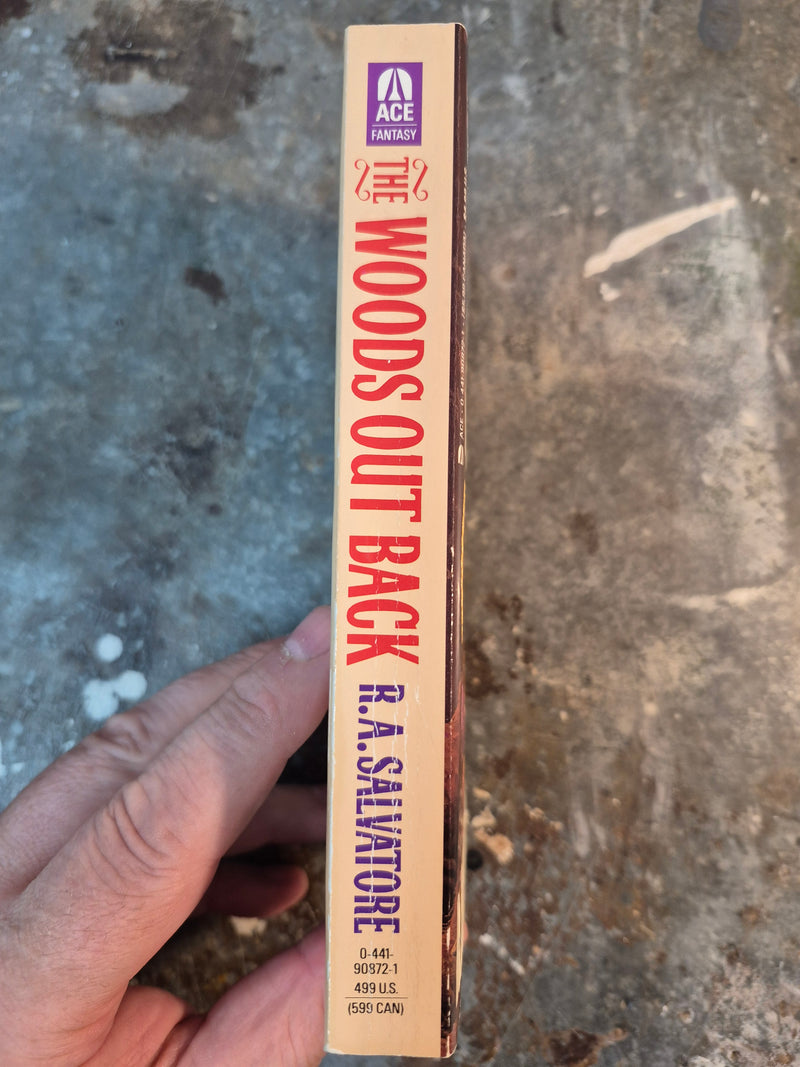 ACE
FANTASY
THE
WOODS OUT BACK
R.A. SALVATORE
0-441-
90872-1
499 U.S.
(599 CAN)